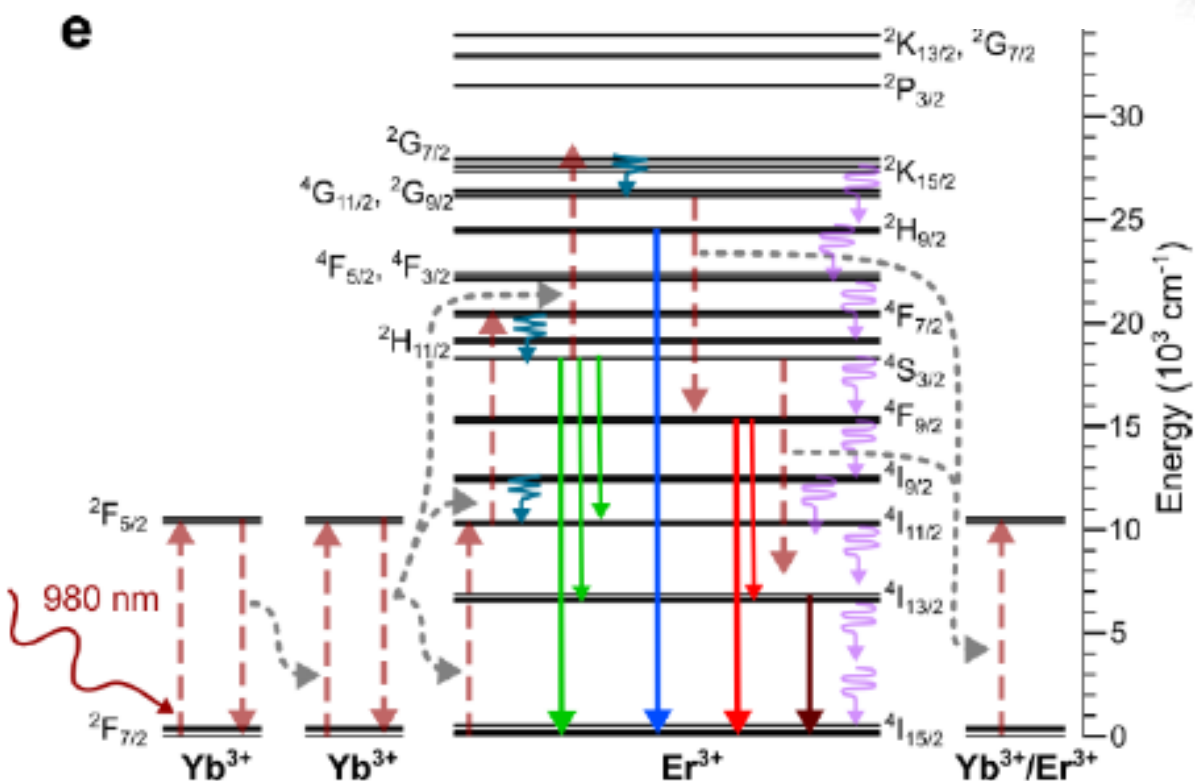 e
²K₁₃/₂, ²G₇/₂
²P₃/₂
30
²G₇/₂
²K₁₅/₂
⁴G₁₁/₂, ²G₉/₂
25
²H₉/₂
⁴F₅/₂, ⁴F₃/₂
⁴F₇/₂
20
²H₁₁/₂
⁴S₃/₂
⁴F₉/₂
15
⁴I₉/₂
²F₅/₂
⁴I₁₁/₂
10
980 nm
⁴I₁₃/₂
5
²F₇/₂
⁴I₁₅/₂
0
Energy (10³ cm⁻¹)
Yb³⁺ Yb³⁺ Er³⁺ Yb³⁺/Er³⁺